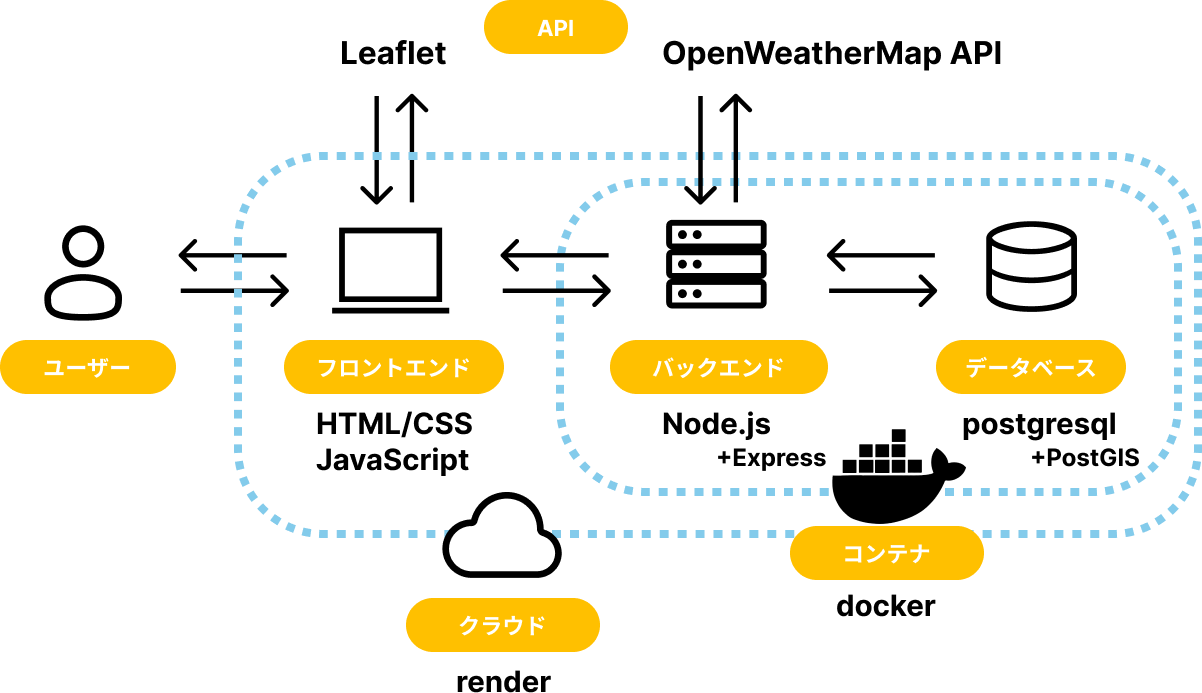 API
Leaflet
OpenWeatherMap API
ユーザー
フロントエンド
バックエンド
データベース
HTML/CSS
JavaScript
Node.js
+Express
postgresql
+PostGIS
コンテナ
docker
クラウド
render